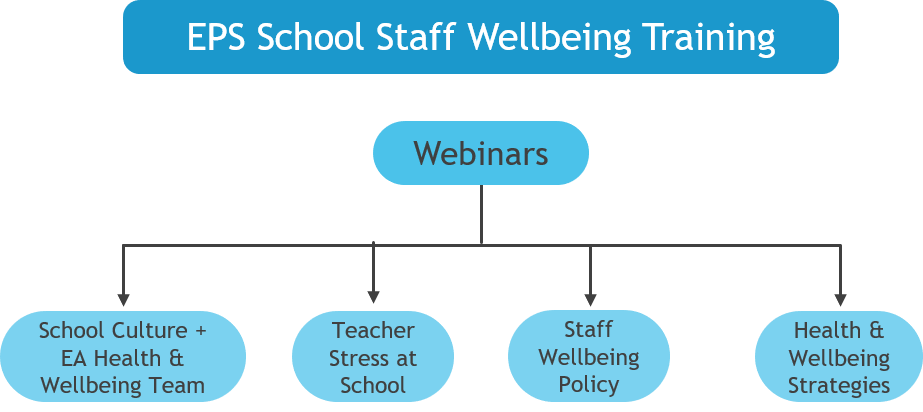 EPS School Staff Wellbeing Training
Webinars
School Culture +
EA Health &
Wellbeing Team
Teacher
Stress at
School
Staff
Wellbeing
Policy
Health &
Wellbeing
Strategies